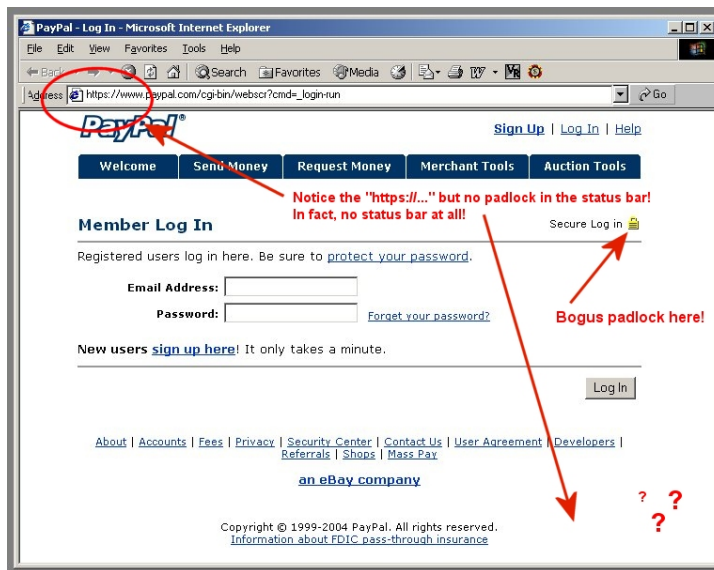 PayPal - Log In - Microsoft Internet Explorer
File Edit View Favorites Tools Help
Back Search Favorites Media
Address https://www.paypal.com/cgi-bin/webscr?cmd=_login-run Go
PayPal®
Sign Up | Log In | Help
Welcome Send Money Request Money Merchant Tools Auction Tools
Notice the "https://..." but no padlock in the status bar!
In fact, no status bar at all!
Member Log In
Secure Log in
Registered users log in here. Be sure to protect your password.
Email Address:
Password:
Forget your password?
Bogus padlock here!
New users sign up here! It only takes a minute.
Log In
About | Accounts | Fees | Privacy | Security Center | Contact Us | User Agreement | Developers |
Referrals | Shops | Mass Pay
an eBay company
? ? ?
Copyright © 1999-2004 PayPal. All rights reserved.
Information about FDIC pass-through insurance